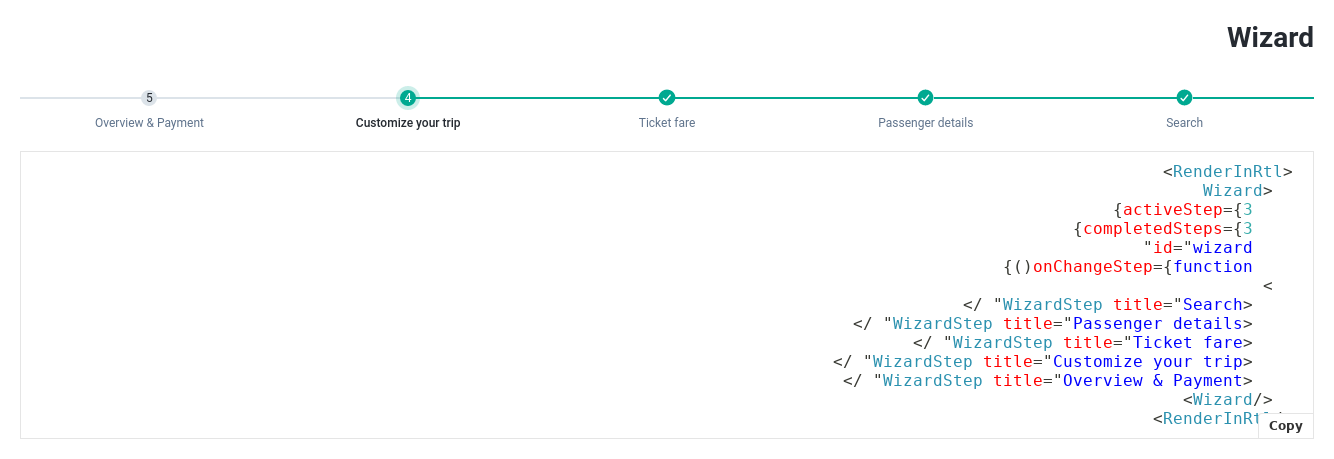 Wizard
5 4
Overview & Payment Customize your trip Ticket fare Passenger details Search
<RenderInRtl>
Wizard>
{activeStep={3
{completedSteps={3
"id="wizard
{()onChangeStep={function
<
</ "WizardStep title="Search>
</ "WizardStep title="Passenger details>
</ "WizardStep title="Ticket fare>
</ "WizardStep title="Customize your trip>
</ "WizardStep title="Overview & Payment>
<Wizard/>
<RenderInRtl
Copy